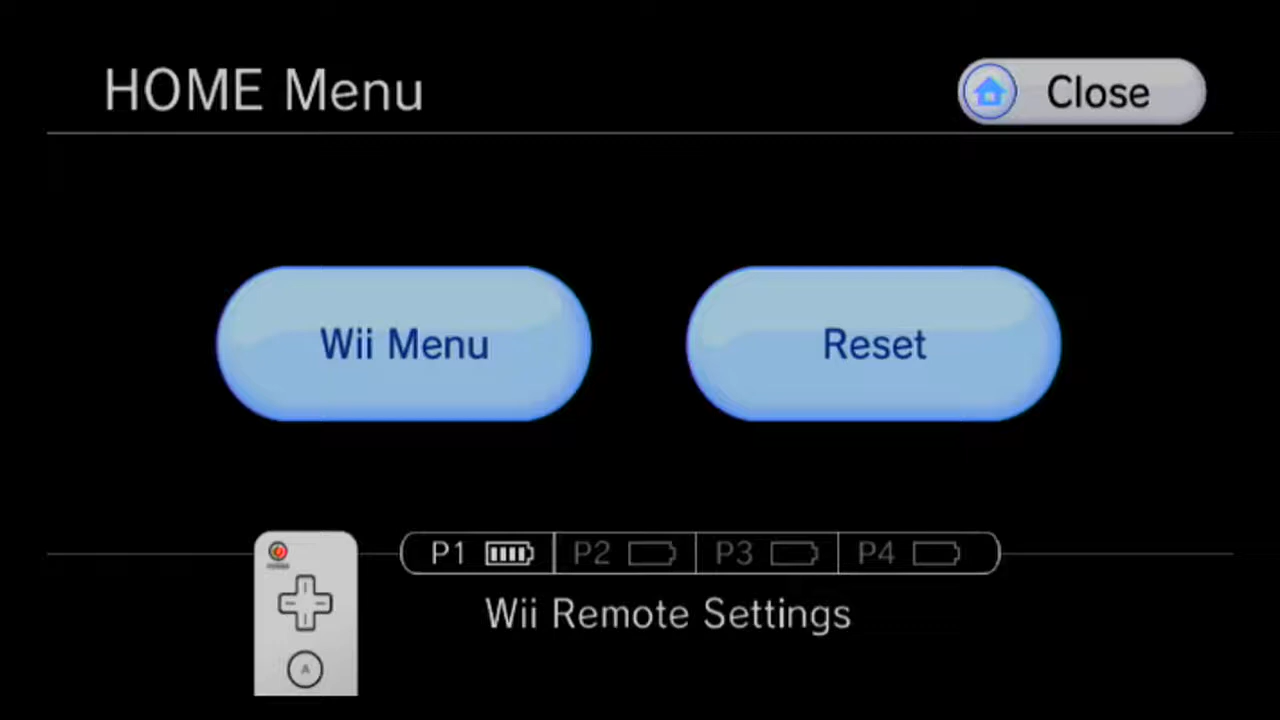 HOME Menu
Close
Wii Menu
Reset
P1 P2 P3 P4
Wii Remote Settings
A